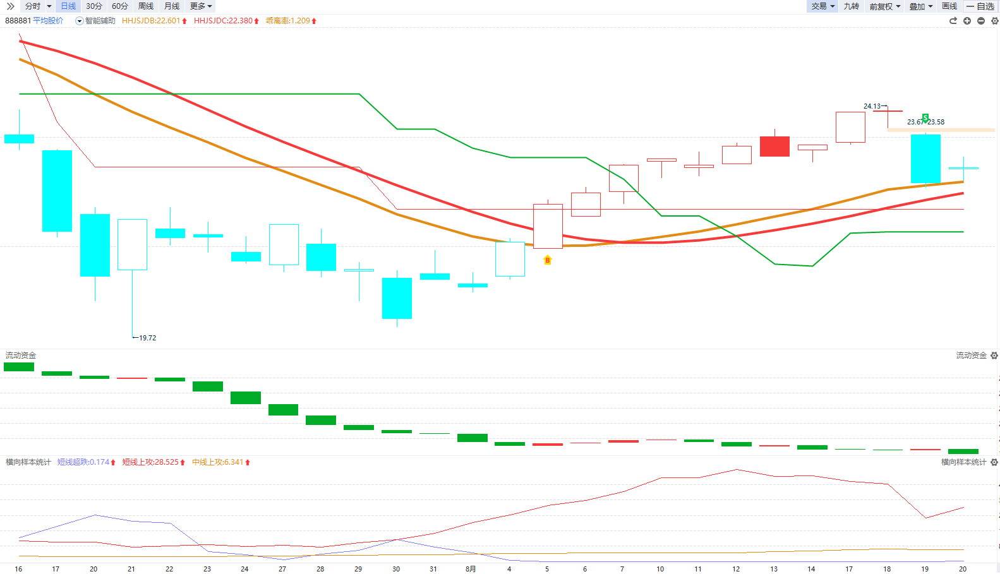 分时 日线 30分 60分 周线 月线 更多 交易 九转 前复权 叠加 画线 一自选
888881 平均股价 智能辅助 HHJSJDB:22.601 HHJSJDC:22.380 乖离率:1.209
24.13
S
23.67-23.58
B
19.72
流动资金 流动资金
横向样本统计 短线超跌:0.174 短线上攻:28.525 中线上攻:6.341 横向样本统计
16 17 20 21 22 23 24 27 28 29 30 31 8月 4 5 6 7 10 11 12 13 14 17 18 19 20